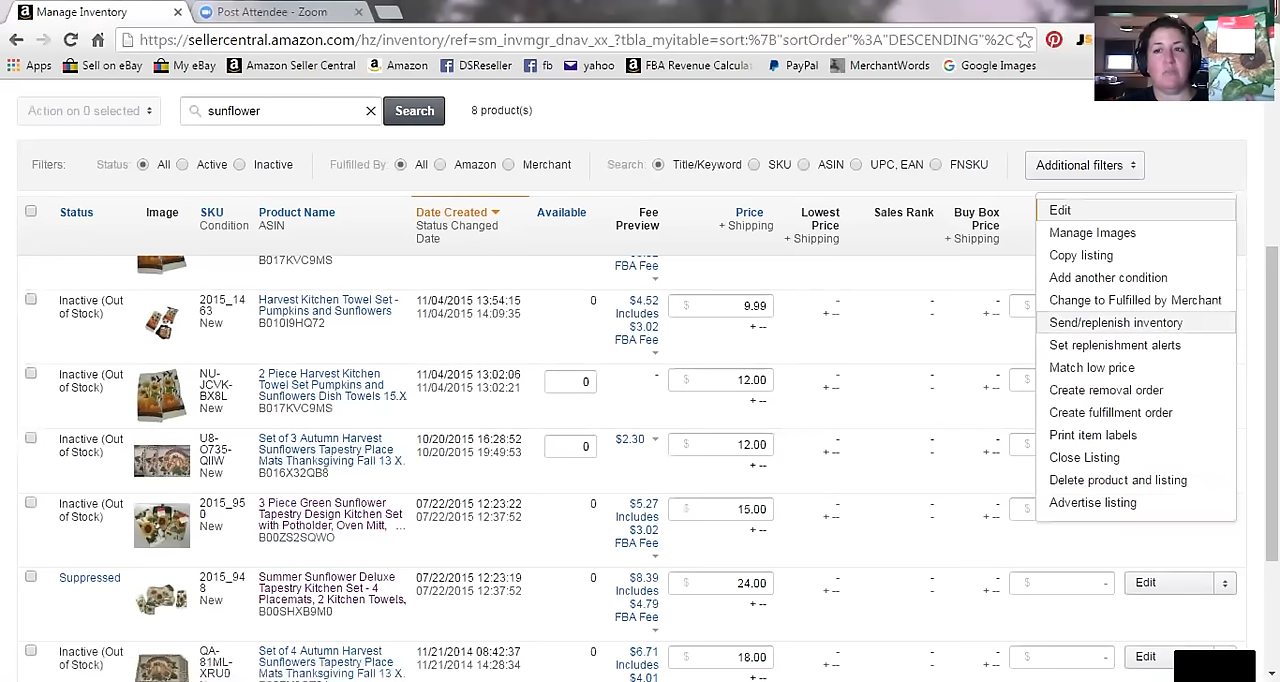 Manage Inventory
Post Attendee - Zoom
https://sellercentral.amazon.com/hz/inventory/ref=
=sort:%7B"sortOrder"%3A"DESCENDING"%2C
Apps
Sell on eBay
My eBay
Amazon Seller Central
Amazon
DD seller
fb
yahoo
FBA Revenue Calcula
PayPal
MerchantWords
Google Images
Action on 0 selected
sunflower
Search
8 product(s)
Filters:
Status:
All
Active
Inactive
Fulfilled By:
All
Amazon
Merchant
Search:
Title/Keyword
SKU
ASIN
UPC, EAN
FNSKU
Additional filters
Status
Image
SKU
Condition
Product Name
ASIN
Date Created
Status Changed
Date
Available
Fee
Preview
Price
+ Shipping
Lowest
Price
+ Shipping
Sales Rank
Buy Box
Price
+ Shipping
B017KVC9MS
FBA Fee
Inactive (Out
of Stock)
2015_14
63
New
Harvest Kitchen Towel Set -
Pumpkins and Sunflowers
B010I9HQ72
11/04/2015 13:54:15
11/04/2015 14:09:35
0
$4.52
Includes
$3.02
FBA Fee
$ 9.99
+ --
-
+ --
-
-
+ --
$
Inactive (Out
of Stock)
NU-
JCVK-
BX8L
New
2 Piece Harvest Kitchen
Towel Set Pumpkins and
Sunflowers Dish Towels 15.X
B017KVC9MS
11/04/2015 13:02:06
11/04/2015 13:02:21
0
-
$ 12.00
+ --
-
+ --
-
-
+ --
$
Inactive (Out
of Stock)
U8-
O735-
QIIW
New
Set of 3 Autumn Harvest
Sunflowers Tapestry Place
Mats Thanksgiving Fall 13 X.
B016X32QB8
10/20/2015 16:28:52
10/20/2015 19:49:53
0
$2.30
$ 12.00
+ --
-
+ --
-
-
+ --
$
Inactive (Out
of Stock)
2015_95
0
New
3 Piece Green Sunflower
Tapestry Design Kitchen Set
with Potholder, Oven Mitt, ...
B00ZS2SQWO
07/22/2015 12:23:22
07/22/2015 12:37:52
0
$5.27
Includes
$3.02
FBA Fee
$ 15.00
+ --
-
+ --
-
-
+ --
$
Suppressed
2015_94
8
New
Summer Sunflower Deluxe
Tapestry Kitchen Set - 4
Placemats, 2 Kitchen Towels,
B00SHXB9M0
07/22/2015 12:23:19
07/22/2015 12:37:52
0
$8.39
Includes
$4.79
FBA Fee
$ 24.00
+ --
-
+ --
-
-
+ --
$ -
Edit
Inactive (Out
of Stock)
QA-
81ML-
XRU0
Set of 4 Autumn Harvest
Sunflowers Tapestry Place
Mats Thanksgiving Fall 13 X.
11/21/2014 08:42:37
11/21/2014 14:28:34
0
$6.71
Includes
$4.01
$ 18.00
+ --
-
+ --
-
-
+ --
$ -
Edit
Edit
Manage Images
Copy listing
Add another condition
Change to Fulfilled by Merchant
Send/replenish inventory
Set replenishment alerts
Match low price
Create removal order
Create fulfillment order
Print item labels
Close Listing
Delete product and listing
Advertise listing